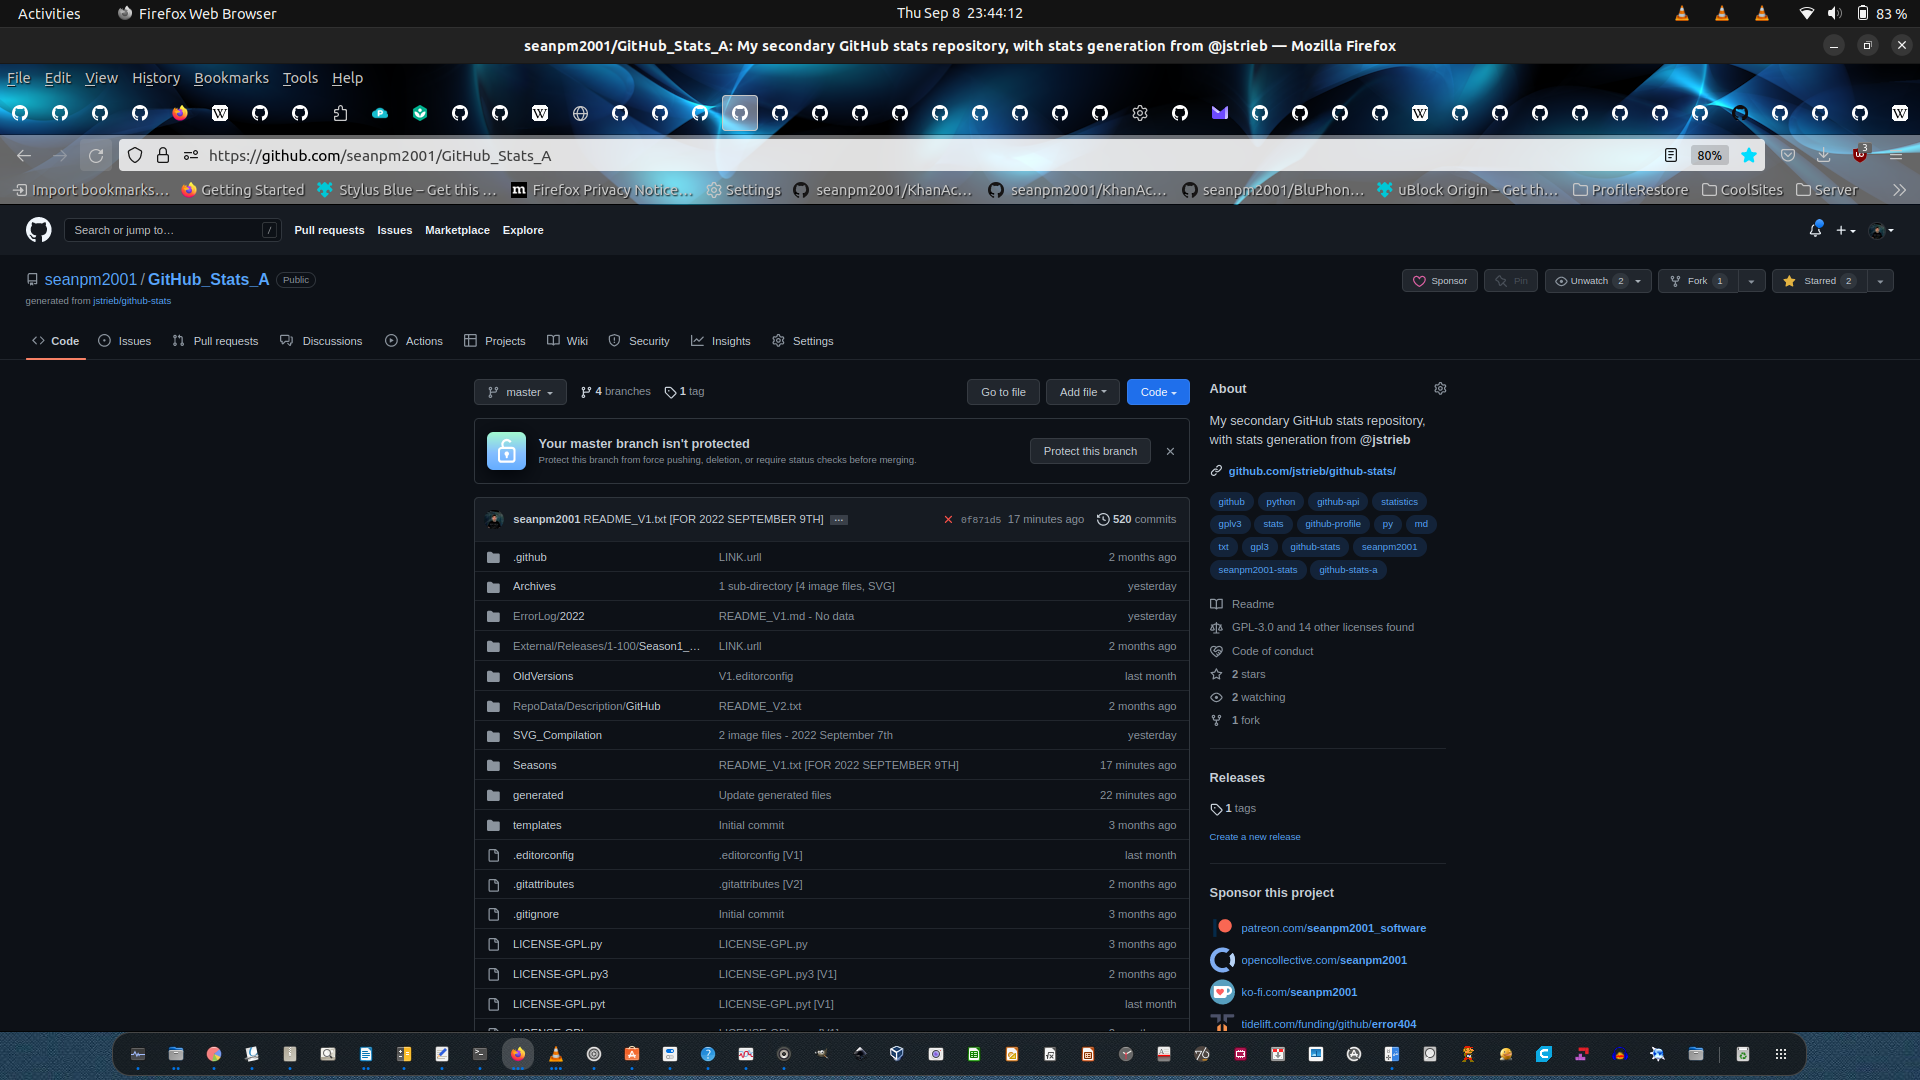 Activities
Firefox Web Browser
Thu Sep 8 23:44:12
83 %
seanpm2001/GitHub_Stats_A: My secondary GitHub stats repository, with stats generation from @jstrieb — Mozilla Firefox
File Edit View History Bookmarks Tools Help
https://github.com/seanpm2001/GitHub_Stats_A
80%
3
Import bookmarks…
Getting Started
Stylus Blue – Get this …
Firefox Privacy Notice…
Settings
seanpm2001/KhanAc…
seanpm2001/KhanAc…
seanpm2001/BluPhon…
uBlock Origin – Get th…
ProfileRestore
CoolSites
Server
Search or jump to…
/
Pull requests Issues Marketplace Explore
seanpm2001 / GitHub_Stats_A Public
generated from jstrieb/github-stats
Sponsor
Pin
Unwatch 2
Fork 1
Starred 2
Code
Issues
Pull requests
Discussions
Actions
Projects
Wiki
Security
Insights
Settings
master
4 branches
1 tag
Go to file
Add file
Code
Your master branch isn't protected
Protect this branch from force pushing, deletion, or require status checks before merging.
Protect this branch
seanpm2001 README_V1.txt [FOR 2022 SEPTEMBER 9TH] …
0f871d5 17 minutes ago
520 commits
.github LINK.urll 2 months ago
Archives 1 sub-directory [4 image files, SVG] yesterday
ErrorLog/2022 README_V1.md - No data yesterday
External/Releases/1-100/Season1_… LINK.urll 2 months ago
OldVersions V1.editorconfig last month
RepoData/Description/GitHub README_V2.txt 2 months ago
SVG_Compilation 2 image files - 2022 September 7th yesterday
Seasons README_V1.txt [FOR 2022 SEPTEMBER 9TH] 17 minutes ago
generated Update generated files 22 minutes ago
templates Initial commit 3 months ago
.editorconfig .editorconfig [V1] last month
.gitattributes .gitattributes [V2] 2 months ago
.gitignore Initial commit 3 months ago
LICENSE-GPL.py LICENSE-GPL.py 3 months ago
LICENSE-GPL.py3 LICENSE-GPL.py3 [V1] 2 months ago
LICENSE-GPL.pyt LICENSE-GPL.pyt [V1] last month
About
My secondary GitHub stats repository,
with stats generation from @jstrieb
github.com/jstrieb/github-stats/
github python github-api statistics
gplv3 stats github-profile py md
txt gpl3 github-stats seanpm2001
seanpm2001-stats github-stats-a
Readme
GPL-3.0 and 14 other licenses found
Code of conduct
2 stars
2 watching
1 fork
Releases
1 tags
Create a new release
Sponsor this project
patreon.com/seanpm2001_software
opencollective.com/seanpm2001
ko-fi.com/seanpm2001
tidelift.com/funding/github/error404